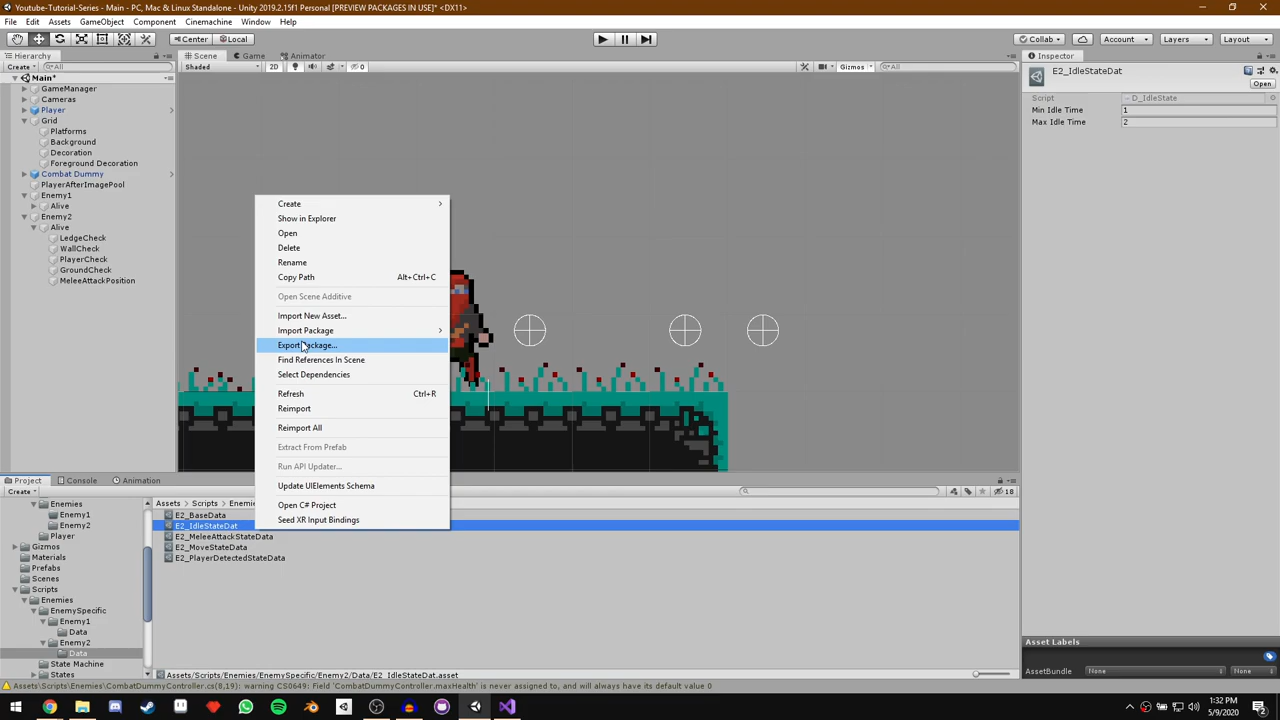 Youtube-Tutorial-Series - Main - PC, Mac & Linux Standalone - Unity 2019.2.15f1 Personal [PREVIEW PACKAGES IN USE]* <DX11>
File Edit Assets GameObject Component Cinemachine Window Help
Center Local
Collab Account Layers Layout
Hierarchy
Scene Game Animator
Inspector
Create All
Shaded 2D 0 Gizmos All
Main*
GameManager
Cameras
Player
Grid
Platforms
Background
Decoration
Foreground Decoration
Combat Dummy
PlayerAfterImagePool
Enemy1
Alive
Enemy2
Alive
LedgeCheck
WallCheck
PlayerCheck
GroundCheck
MeleeAttackPosition
Create
Show in Explorer
Open
Delete
Rename
Copy Path Alt+Ctrl+C
Open Scene Additive
Import New Asset...
Import Package
Export Package...
Find References In Scene
Select Dependencies
Refresh Ctrl+R
Reimport
Reimport All
Extract From Prefab
Run API Updater...
Update UIElements Schema
Open C# Project
Seed XR Input Bindings
E2_IdleStateDat
Open
Script D_IdleState
Min Idle Time 1
Max Idle Time 2
Project Console Animation
Create 18
Enemies
Enemy1
Enemy2
Player
Gizmos
Materials
Prefabs
Scenes
Scripts
Enemies
EnemySpecific
Enemy1
Data
Enemy2
Data
State Machine
States
Assets Scripts
E2_BaseData
E2_IdleStateDat
E2_MeleeAttackStateData
E2_MoveStateData
E2_PlayerDetectedStateData
Assets/Scripts/Enemies/EnemySpecific/Enemy2/Data/E2_IdleStateDat.asset
Asset Labels
AssetBundle None None
Assets\Scripts\Enemies\CombatDummyController.cs(8,19): warning CS0649: Field 'CombatDummyController.maxHealth' is never assigned to, and will always have its default value 0
1:32 PM
5/9/2020
2